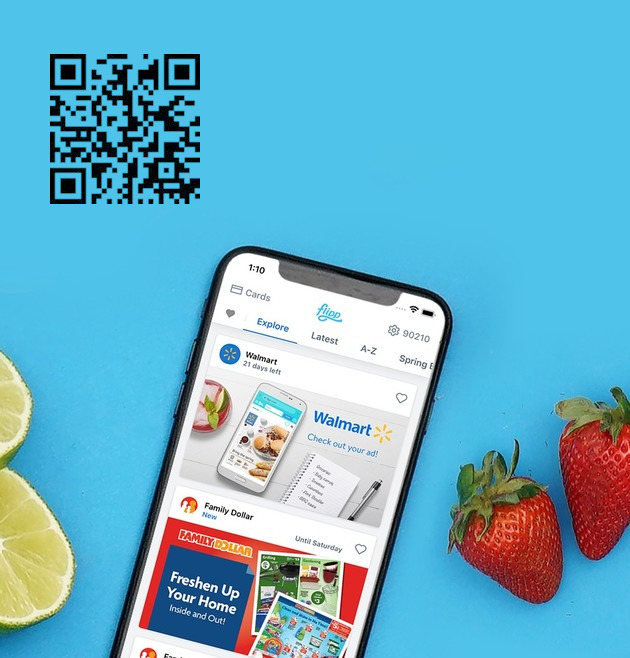 1:10
Cards
flipp
90210
Explore
Latest
A-Z
Spring
Walmart
21 days left
Walmart
Check out your ad!
Family Dollar
New
Until Saturday
FAMILY DOLLAR
Freshen Up
Your Home
Inside and Out!